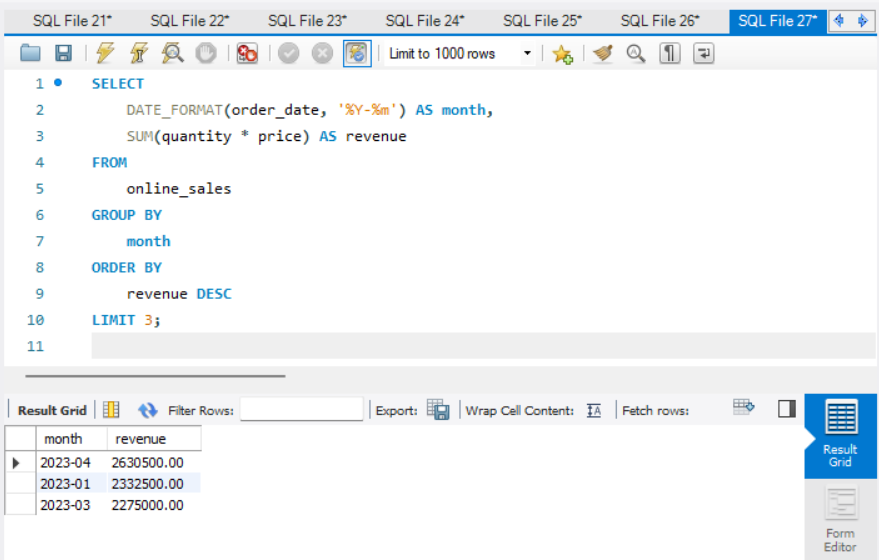 SQL File 21* SQL File 22* SQL File 23* SQL File 24* SQL File 25* SQL File 26* SQL File 27*
Limit to 1000 rows
1 SELECT
2 DATE_FORMAT(order_date, '%Y-%m') AS month,
3 SUM(quantity * price) AS revenue
4 FROM
5 online_sales
6 GROUP BY
7 month
8 ORDER BY
9 revenue DESC
10 LIMIT 3;
11
Result Grid Filter Rows: Export: Wrap Cell Content: IA Fetch rows:
month revenue
2023-04 2630500.00
2023-01 2332500.00
2023-03 2275000.00
Result
Grid
Form
Editor